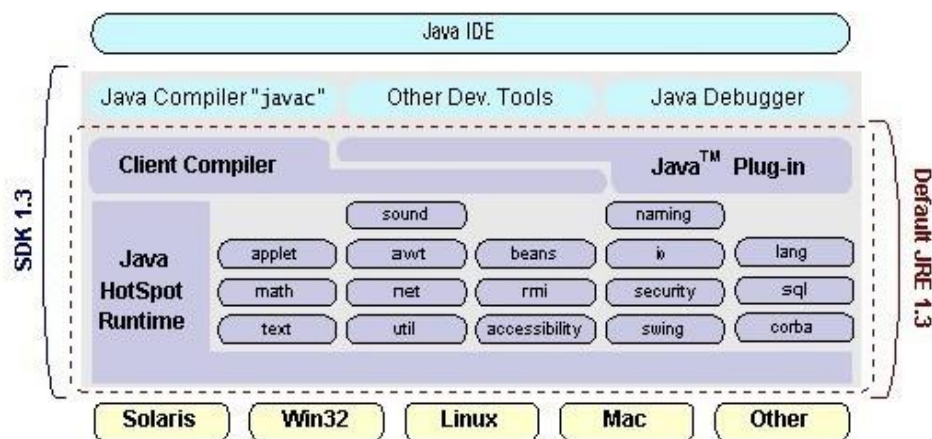 Java IDE
Java Compiler "javac"
Other Dev. Tools
Java Debugger
Client Compiler
Java™ Plug-in
SDK 1.3
Default JRE 1.3
Java
HotSpot
Runtime
sound
naming
applet
awt
beans
io
lang
math
net
rmi
security
sql
text
util
accessibility
swing
corba
Solaris
Win32
Linux
Mac
Other